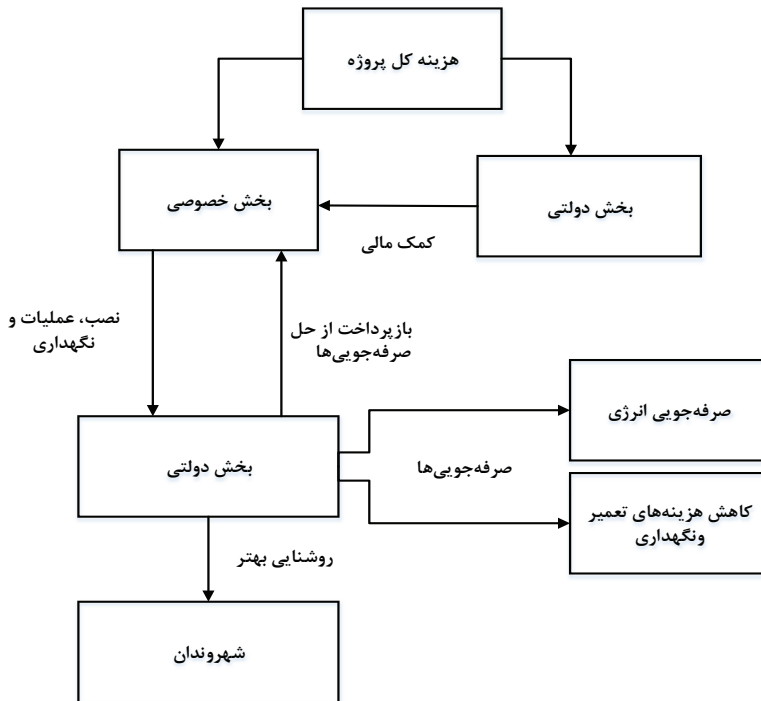 هزینه کل پروژه
بخش خصوصی
بخش دولتی
کمک مالی
نصب، عملیات و
نگهداری
بازپرداخت از حل
صرفه‌جویی‌ها
صرفه‌جویی انرژی
بخش دولتی
صرفه‌جویی‌ها
کاهش هزینه‌های تعمیر
ونگهداری
روشنایی بهتر
شهروندان